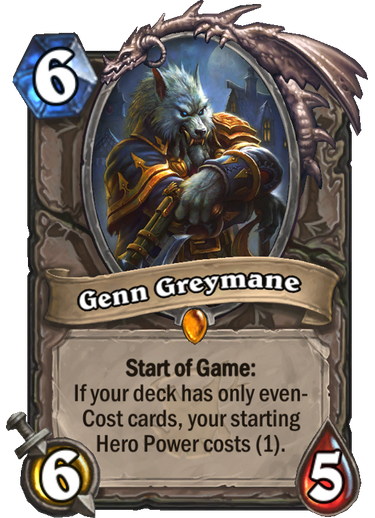 6
Genn Greymane
Start of Game:
If your deck has only even-
Cost cards, your starting
Hero Power costs (1).
6
5